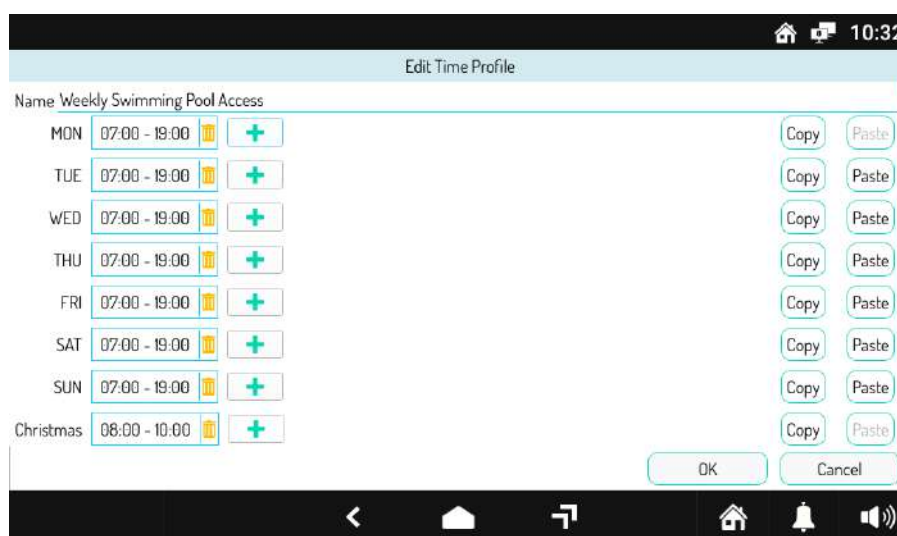 10:32
Edit Time Profile
Name Weekly Swimming Pool Access
MON 07:00 - 19:00 Copy Paste
TUE 07:00 - 19:00 Copy Paste
WED 07:00 - 19:00 Copy Paste
THU 07:00 - 19:00 Copy Paste
FRI 07:00 - 19:00 Copy Paste
SAT 07:00 - 19:00 Copy Paste
SUN 07:00 - 19:00 Copy Paste
Christmas 08:00 - 10:00 Copy Paste
OK Cancel